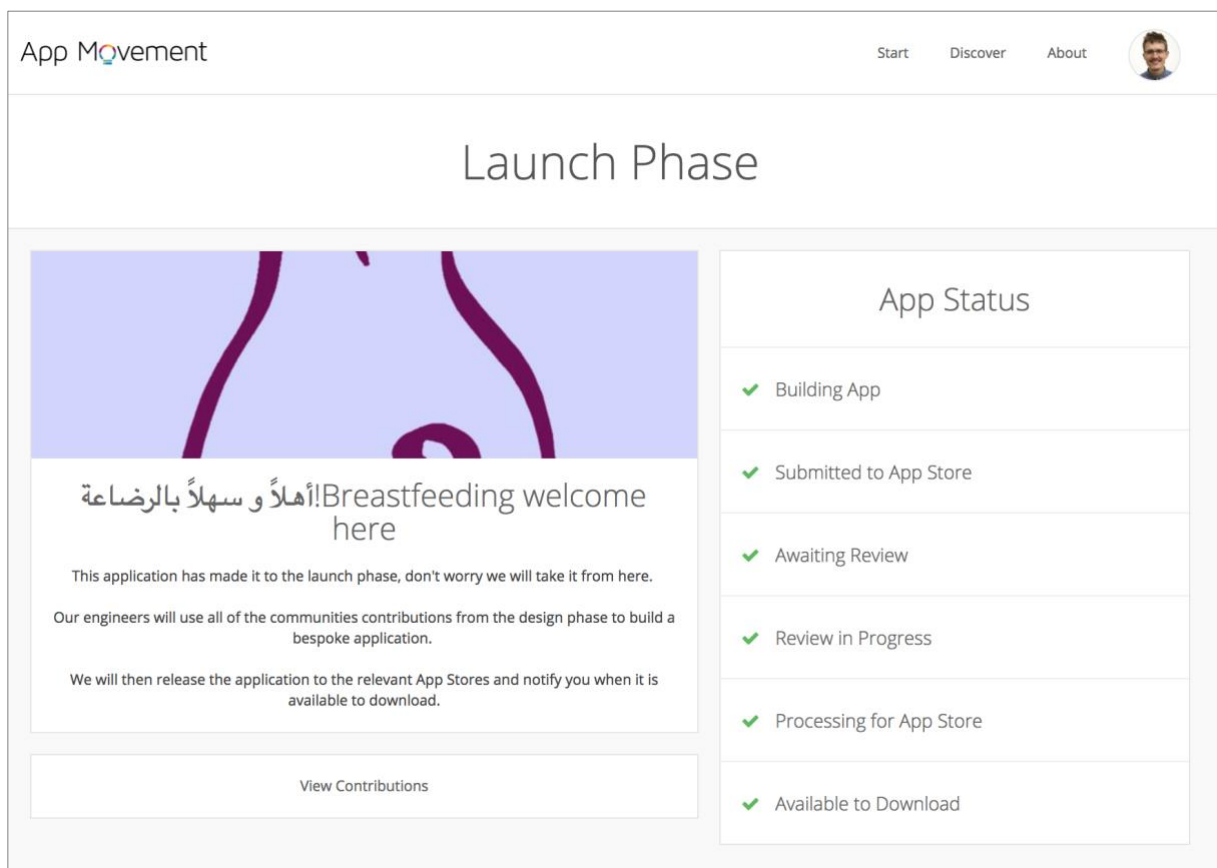 App Movement
Start
Discover
About
Launch Phase
أهلاً و سهلاً بالرضاعة!Breastfeeding welcome
here
This application has made it to the launch phase, don't worry we will take it from here.
Our engineers will use all of the communities contributions from the design phase to build a
bespoke application.
We will then release the application to the relevant App Stores and notify you when it is
available to download.
View Contributions
App Status
Building App
Submitted to App Store
Awaiting Review
Review in Progress
Processing for App Store
Available to Download